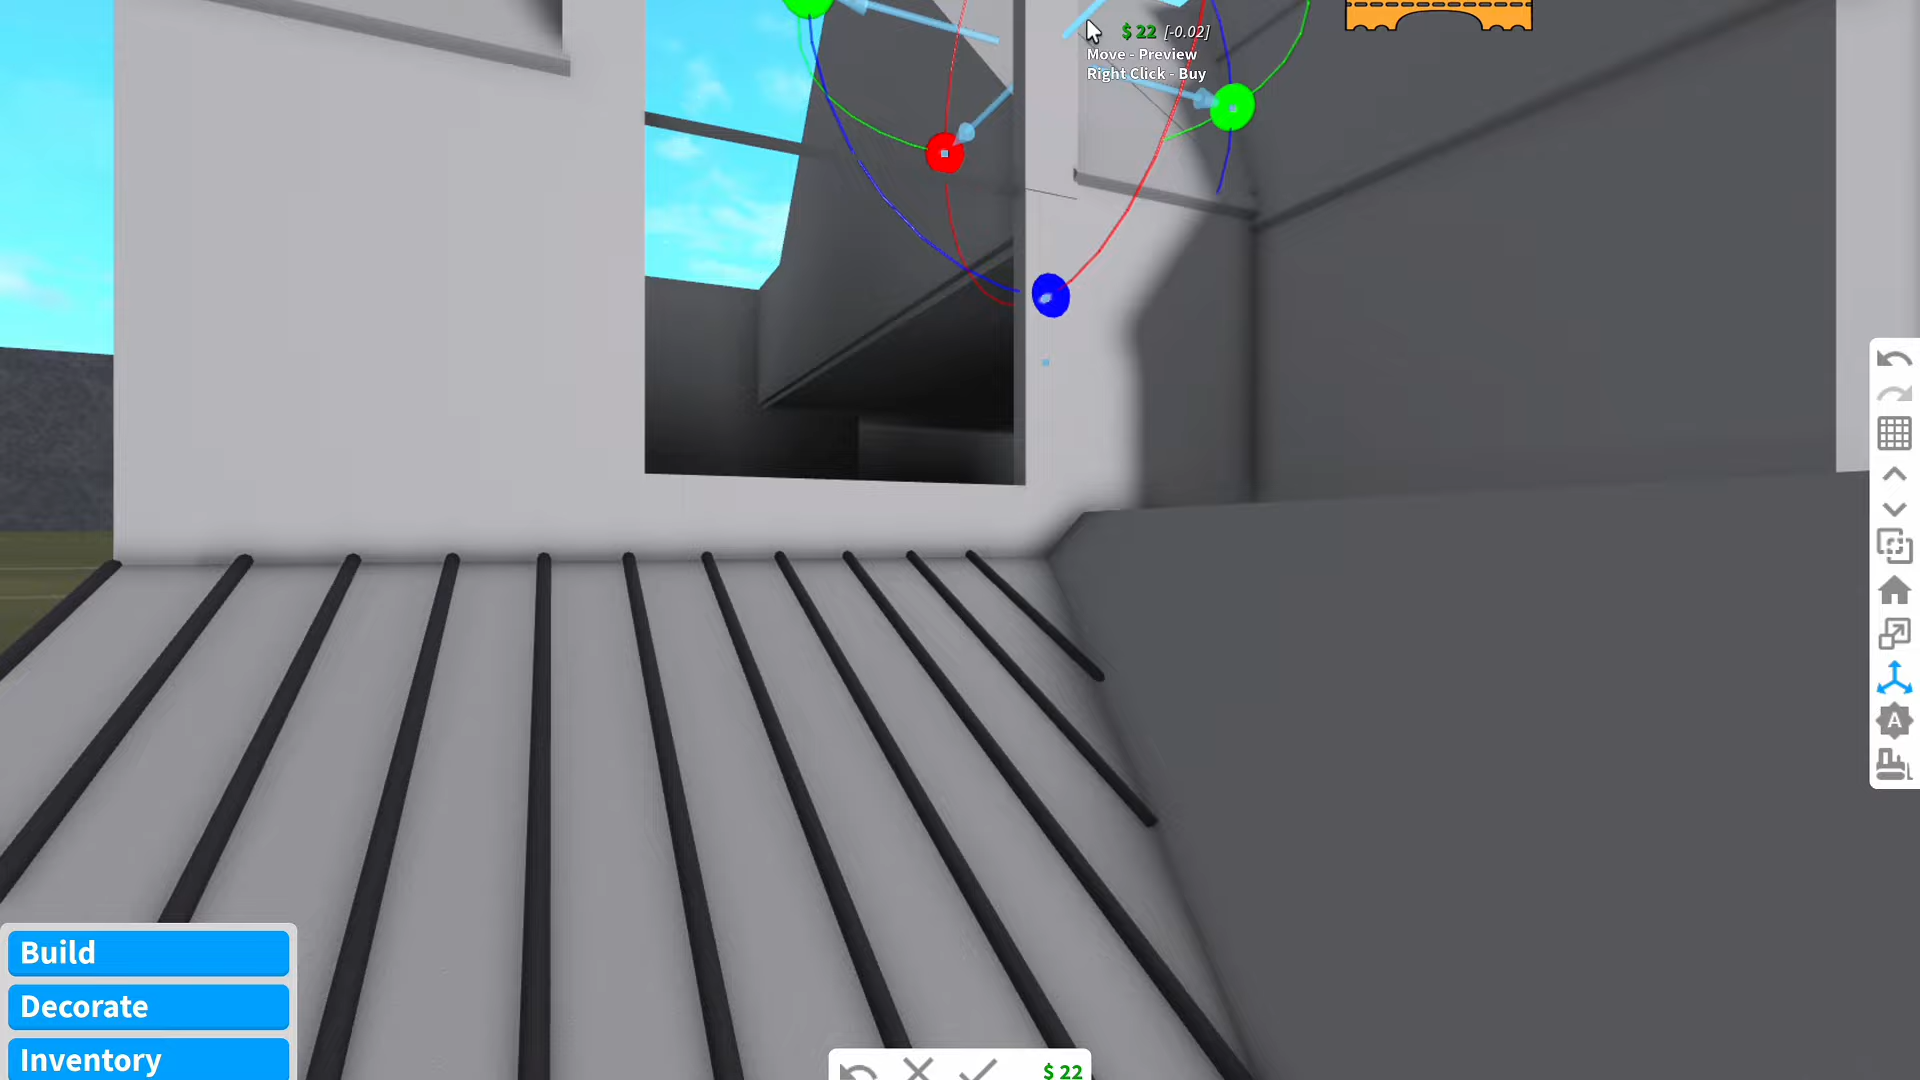 $ 22 [-0.02]
Move - Preview
Right Click - Buy
A
Build
Decorate
Inventory
$ 22